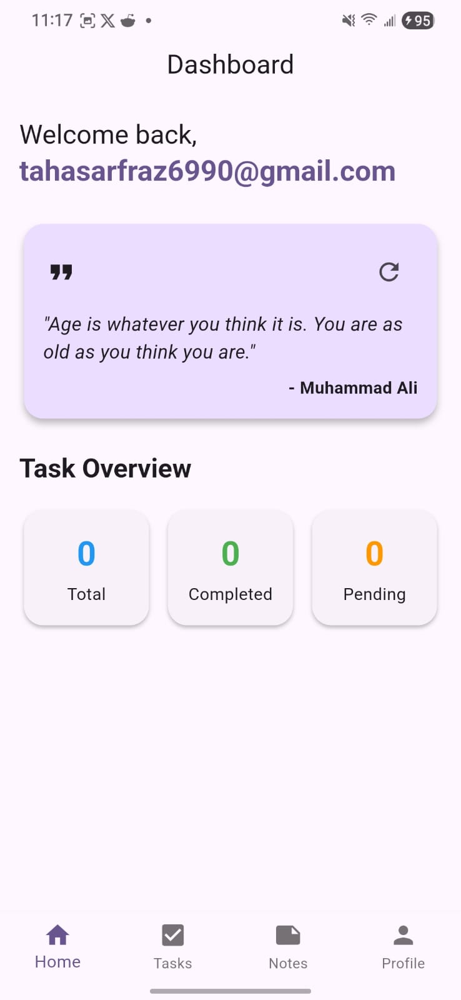 11:17
95
Dashboard
Welcome back,
tahasarfraz6990@gmail.com
"Age is whatever you think it is. You are as
old as you think you are."
- Muhammad Ali
Task Overview
0 0 0
Total Completed Pending
Home Tasks Notes Profile